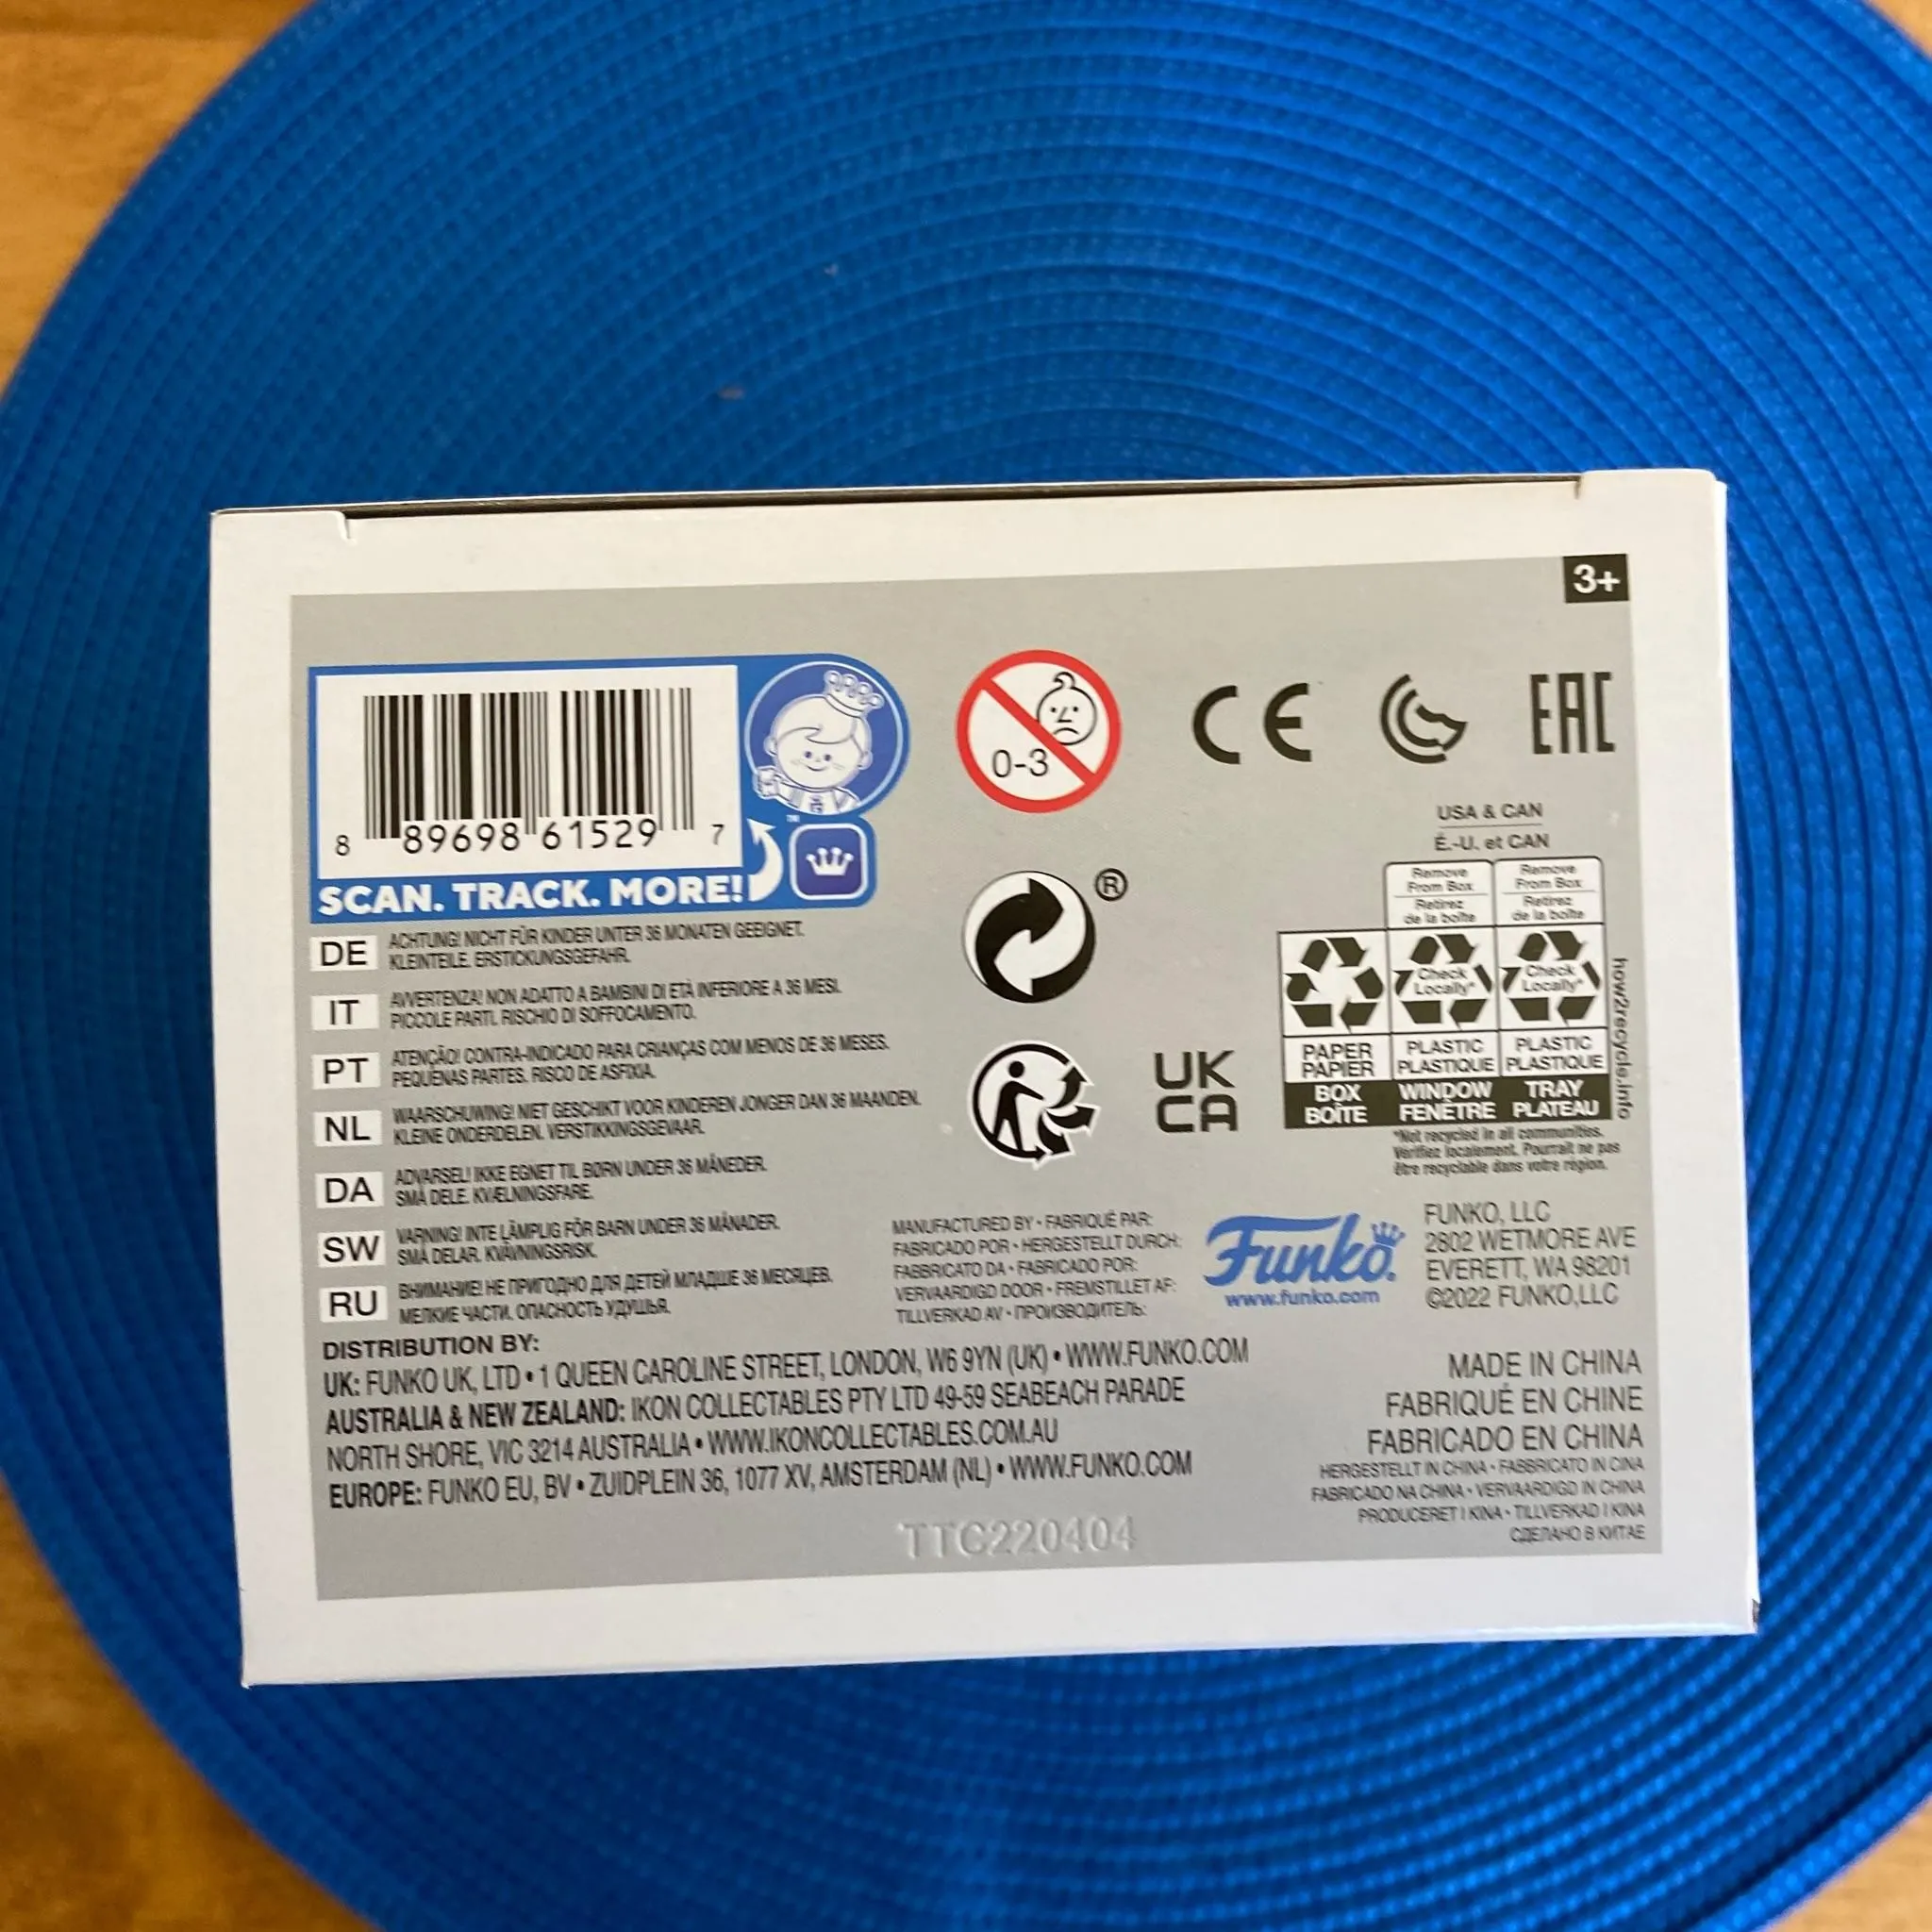 3+
8 89698 61529 7
SCAN. TRACK. MORE!
™
0-3
CE
EAC
®
UK
CA
USA & CAN
É.-U. et CAN
Remove
From Box
Retirez
de la boîte
Remove
From Box
Retirez
de la boîte
Check
Locally*
Check
Locally*
PAPER
PAPIER
PLASTIC
PLASTIQUE
PLASTIC
PLASTIQUE
BOX
BOÎTE
WINDOW
FENÊTRE
TRAY
PLATEAU
how2recycle.info
*Not recycled in all communities.
Vérifiez localement. Pourrait ne pas
être recyclable dans votre région.
DE ACHTUNG! NICHT FÜR KINDER UNTER 36 MONATEN GEEIGNET.
KLEINTEILE. ERSTICKUNGSGEFAHR.
IT AVVERTENZA! NON ADATTO A BAMBINI DI ETÀ INFERIORE A 36 MESI.
PICCOLE PARTI. RISCHIO DI SOFFOCAMENTO.
PT ATENÇÃO! CONTRA-INDICADO PARA CRIANÇAS COM MENOS DE 36 MESES.
PEQUENAS PARTES. RISCO DE ASFIXIA.
NL WAARSCHUWING! NIET GESCHIKT VOOR KINDEREN JONGER DAN 36 MAANDEN.
KLEINE ONDERDELEN. VERSTIKKINGSGEVAAR.
DA ADVARSEL! IKKE EGNET TIL BØRN UNDER 36 MÅNEDER.
SMÅ DELE. KVÆLNINGSFARE.
SW VARNING! INTE LÄMPLIG FÖR BARN UNDER 36 MÅNADER.
SMÅ DELAR. KVÄVNINGSRISK.
RU ВНИМАНИЕ! НЕ ПРИГОДНО ДЛЯ ДЕТЕЙ МЛАДШЕ 36 МЕСЯЦЕВ.
МЕЛКИЕ ЧАСТИ. ОПАСНОСТЬ УДУШЬЯ.
MANUFACTURED BY • FABRIQUÉ PAR:
FABRICADO POR • HERGESTELLT DURCH:
FABBRICATO DA • FABRICADO POR:
VERVAARDIGD DOOR • FREMSTILLET AF:
TILLVERKAD AV • ПРОИЗВОДИТЕЛЬ:
Funko®
www.funko.com
FUNKO, LLC
2802 WETMORE AVE
EVERETT, WA 98201
©2022 FUNKO,LLC
DISTRIBUTION BY:
UK: FUNKO UK, LTD • 1 QUEEN CAROLINE STREET, LONDON, W6 9YN (UK) • WWW.FUNKO.COM
AUSTRALIA & NEW ZEALAND: IKON COLLECTABLES PTY LTD 49-59 SEABEACH PARADE
NORTH SHORE, VIC 3214 AUSTRALIA • WWW.IKONCOLLECTABLES.COM.AU
EUROPE: FUNKO EU, BV • ZUIDPLEIN 36, 1077 XV, AMSTERDAM (NL) • WWW.FUNKO.COM
MADE IN CHINA
FABRIQUÉ EN CHINE
FABRICADO EN CHINA
HERGESTELLT IN CHINA • FABBRICATO IN CINA
FABRICADO NA CHINA • VERVAARDIGD IN CHINA
PRODUCERET I KINA • TILLVERKAD I KINA
СДЕЛАНО В КИТАЕ
TTC220404